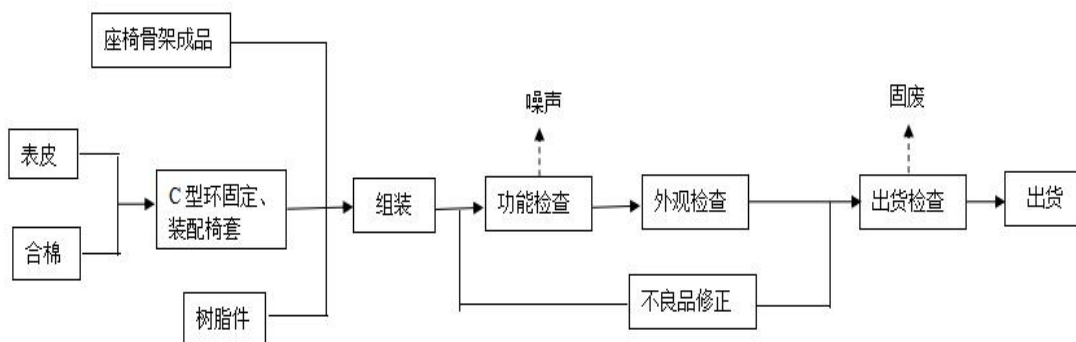 座椅骨架成品
噪声
固废
表皮
C 型环固定、
装配椅套
组装
功能检查
外观检查
出货检查
出货
合棉
不良品修正
树脂件